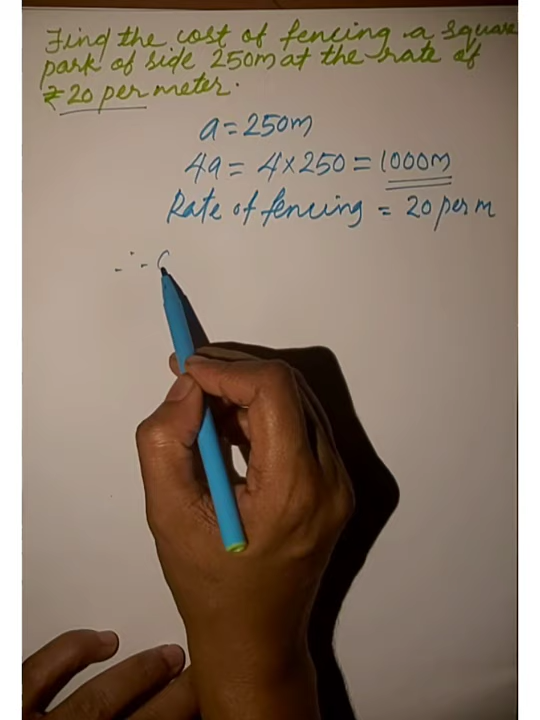 Find the cost of fencing a square
park of side 250m at the rate of
₹20 per meter.
a = 250m
4a = 4×250 = 1000m
Rate of fencing = 20 per m
∴ C